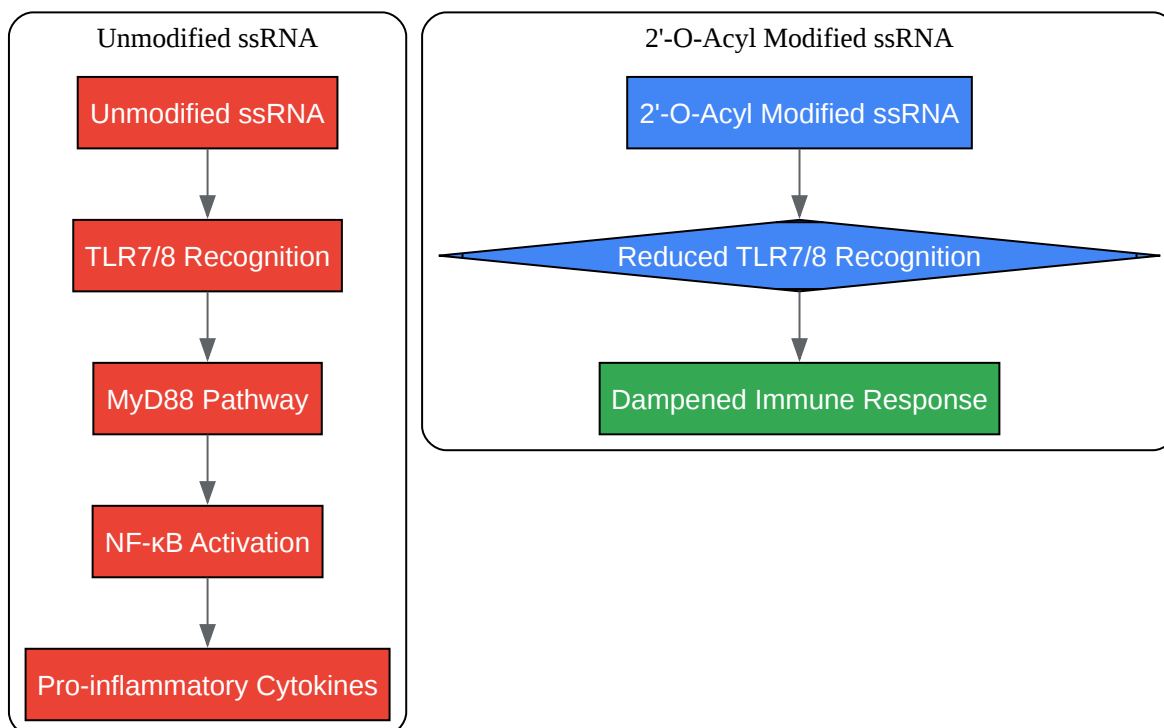 Unmodified ssRNA
Unmodified ssRNA
TLR7/8 Recognition
MyD88 Pathway
NF-κB Activation
Pro-inflammatory Cytokines
2'-O-Acyl Modified ssRNA
2'-O-Acyl Modified ssRNA
Reduced TLR7/8 Recognition
Dampened Immune Response